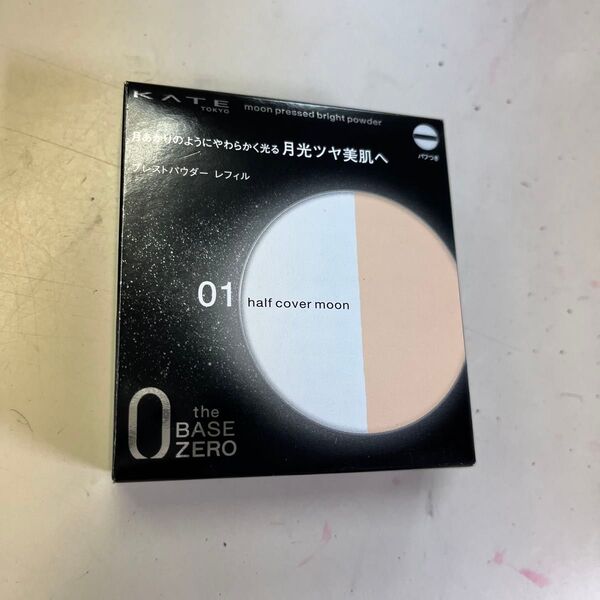 KATE
TOKYO
moon pressed bright powder
月あかりのようにやわらかく光る 月光ツヤ美肌へ
パフつき
プレストパウダー レフィル
01 half cover moon
0 the
BASE
ZERO